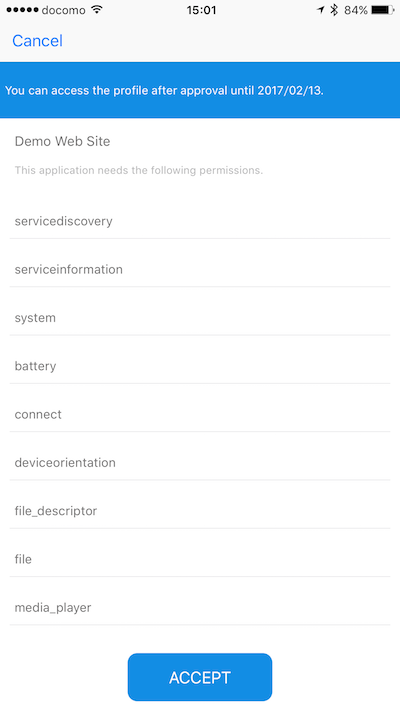 docomo 15:01 84%
Cancel
You can access the profile after approval until 2017/02/13.
Demo Web Site
This application needs the following permissions.
servicediscovery
serviceinformation
system
battery
connect
deviceorientation
file_descriptor
file
media_player
ACCEPT